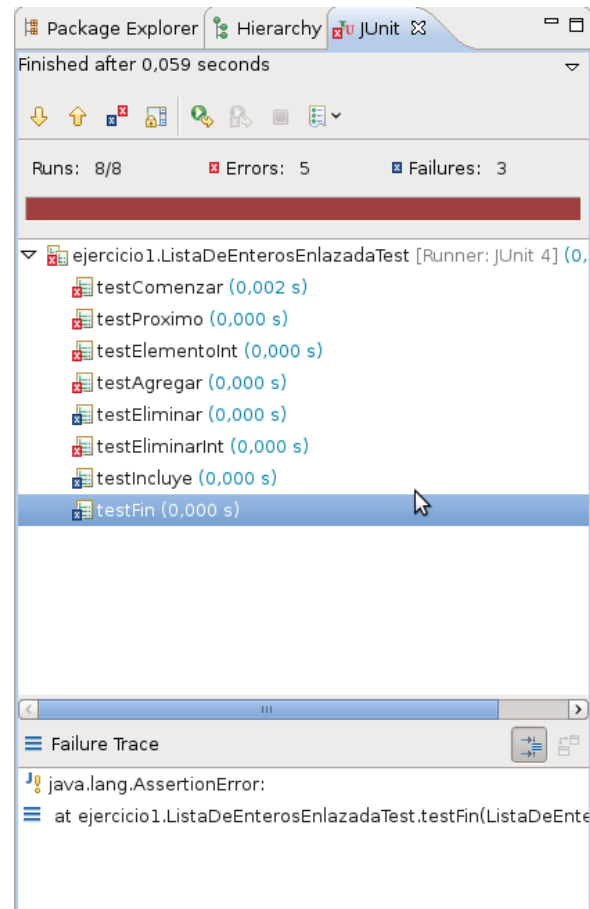 Package Explorer Hierarchy JUnit
Finished after 0,059 seconds
Runs: 8/8 Errors: 5 Failures: 3
ejercicio1.ListaDeEnterosEnlazadaTest [Runner: JUnit 4] (0,
testComenzar (0,002 s)
testProximo (0,000 s)
testElementoInt (0,000 s)
testAgregar (0,000 s)
testEliminar (0,000 s)
testEliminarInt (0,000 s)
testIncluye (0,000 s)
testFin (0,000 s)
Failure Trace
java.lang.AssertionError:
at ejercicio1.ListaDeEnterosEnlazadaTest.testFin(ListaDeEnte